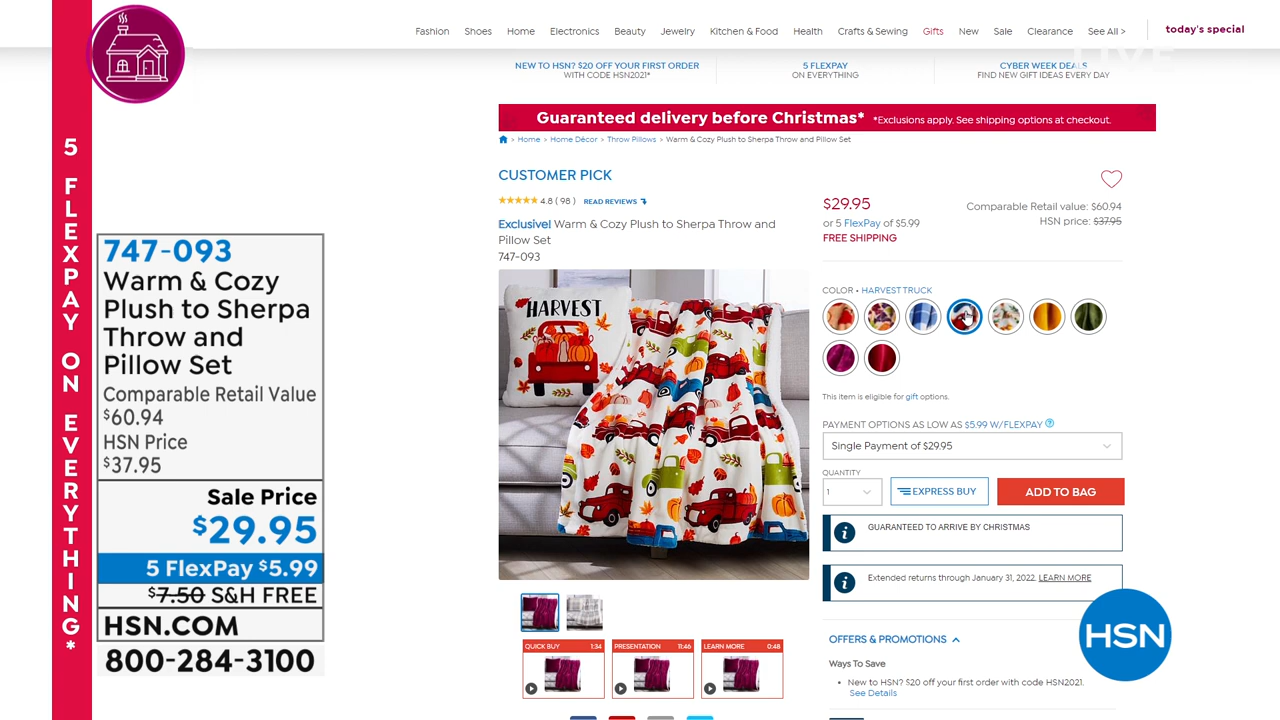 Fashion Shoes Home Electronics Beauty Jewelry Kitchen & Food Health Crafts & Sewing Gifts New Sale Clearance See All > today's special
LIVE
NEW TO HSN? $20 OFF YOUR FIRST ORDER
WITH CODE HSN2021*
5 FLEXPAY
ON EVERYTHING
CYBER WEEK DEALS
FIND NEW GIFT IDEAS EVERY DAY
5 FLEXPAY ON EVERYTHING*
Guaranteed delivery before Christmas* *Exclusions apply. See shipping options at checkout.
> Home > Home Décor > Throw Pillows > Warm & Cozy Plush to Sherpa Throw and Pillow Set
747-093
Warm & Cozy
Plush to Sherpa
Throw and
Pillow Set
Comparable Retail Value
$60.94
HSN Price
$37.95
Sale Price
$29.95
5 FlexPay $5.99
$7.50 S&H FREE
HSN.COM
800-284-3100
CUSTOMER PICK
4.8 ( 98 ) READ REVIEWS
Exclusive! Warm & Cozy Plush to Sherpa Throw and
Pillow Set
747-093
HARVEST
QUICK BUY 1:34
PRESENTATION 11:46
LEARN MORE 0:48
$29.95
or 5 FlexPay of $5.99
FREE SHIPPING
Comparable Retail value: $60.94
HSN price: $37.95
COLOR • HARVEST TRUCK
This item is eligible for gift options.
PAYMENT OPTIONS AS LOW AS $5.99 W/FLEXPAY ?
Single Payment of $29.95
QUANTITY
1
EXPRESS BUY
ADD TO BAG
GUARANTEED TO ARRIVE BY CHRISTMAS
Extended returns through January 31, 2022. LEARN MORE
OFFERS & PROMOTIONS
Ways To Save
• New to HSN? $20 off your first order with code HSN2021.
See Details
HSN